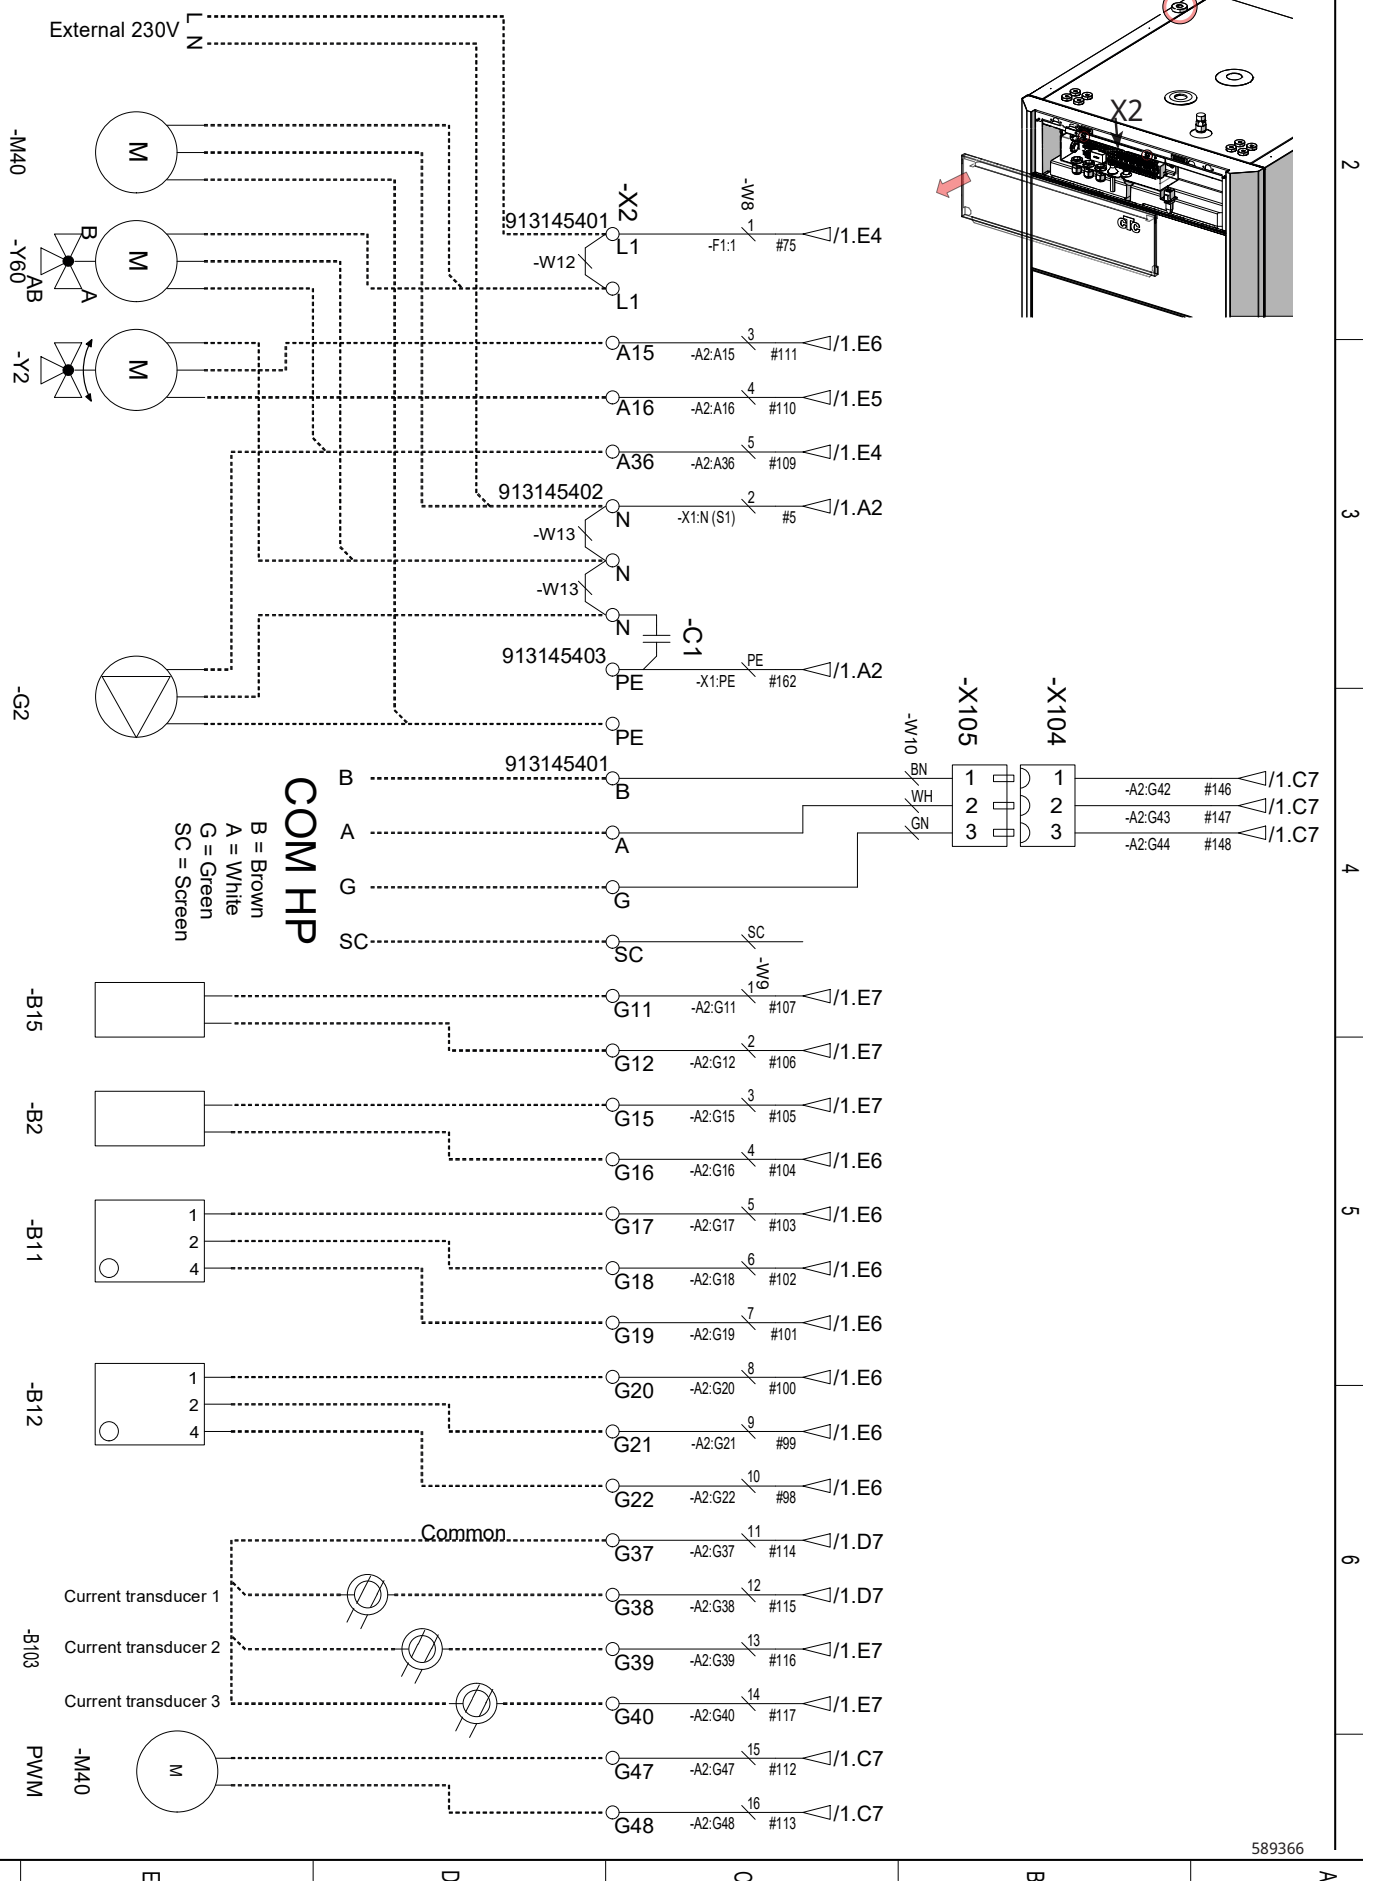 External 230V L N
X2
CTC
2
-M40 M
-X2
-W8
913145401 L1 -F1:1 1 #75 /1.E4
-W12
-Y60 B A AB M
L1
A15 -A2:A15 3 #111 /1.E6
-Y2 M
A16 -A2:A16 4 #110 /1.E5
A36 -A2:A36 5 #109 /1.E4
913145402 N -X1:N (S1) 2 #5 /1.A2
3
-W13
N
-W13
N -C1
913145403 PE -X1:PE PE #162 /1.A2
-G2
PE
-W10 -X105 -X104
COM HP
B = Brown
A = White
G = Green
SC = Screen
B 913145401 B BN 1 1 -A2:G42 #146 /1.C7
A A WH 2 2 -A2:G43 #147 /1.C7
GN 3 3 -A2:G44 #148 /1.C7
4
G G
SC SC SC
-W9
-B15 G11 -A2:G11 1 #107 /1.E7
G12 -A2:G12 2 #106 /1.E7
-B2 G15 -A2:G15 3 #105 /1.E7
G16 -A2:G16 4 #104 /1.E6
-B11 1 G17 -A2:G17 5 #103 /1.E6
5
2 G18 -A2:G18 6 #102 /1.E6
4 G19 -A2:G19 7 #101 /1.E6
-B12 1 G20 -A2:G20 8 #100 /1.E6
2 G21 -A2:G21 9 #99 /1.E6
4 G22 -A2:G22 10 #98 /1.E6
Common G37 -A2:G37 11 #114 /1.D7
6
-B103
Current transducer 1 G38 -A2:G38 12 #115 /1.D7
Current transducer 2 G39 -A2:G39 13 #116 /1.E7
Current transducer 3 G40 -A2:G40 14 #117 /1.E7
PWM -M40 M G47 -A2:G47 15 #112 /1.C7
G48 -A2:G48 16 #113 /1.C7
589366
E D C B A